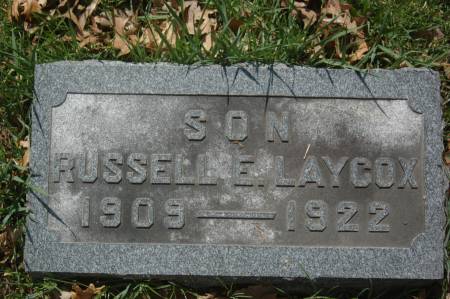 SON
RUSSELL E. LAYCOX
1909 — 1922